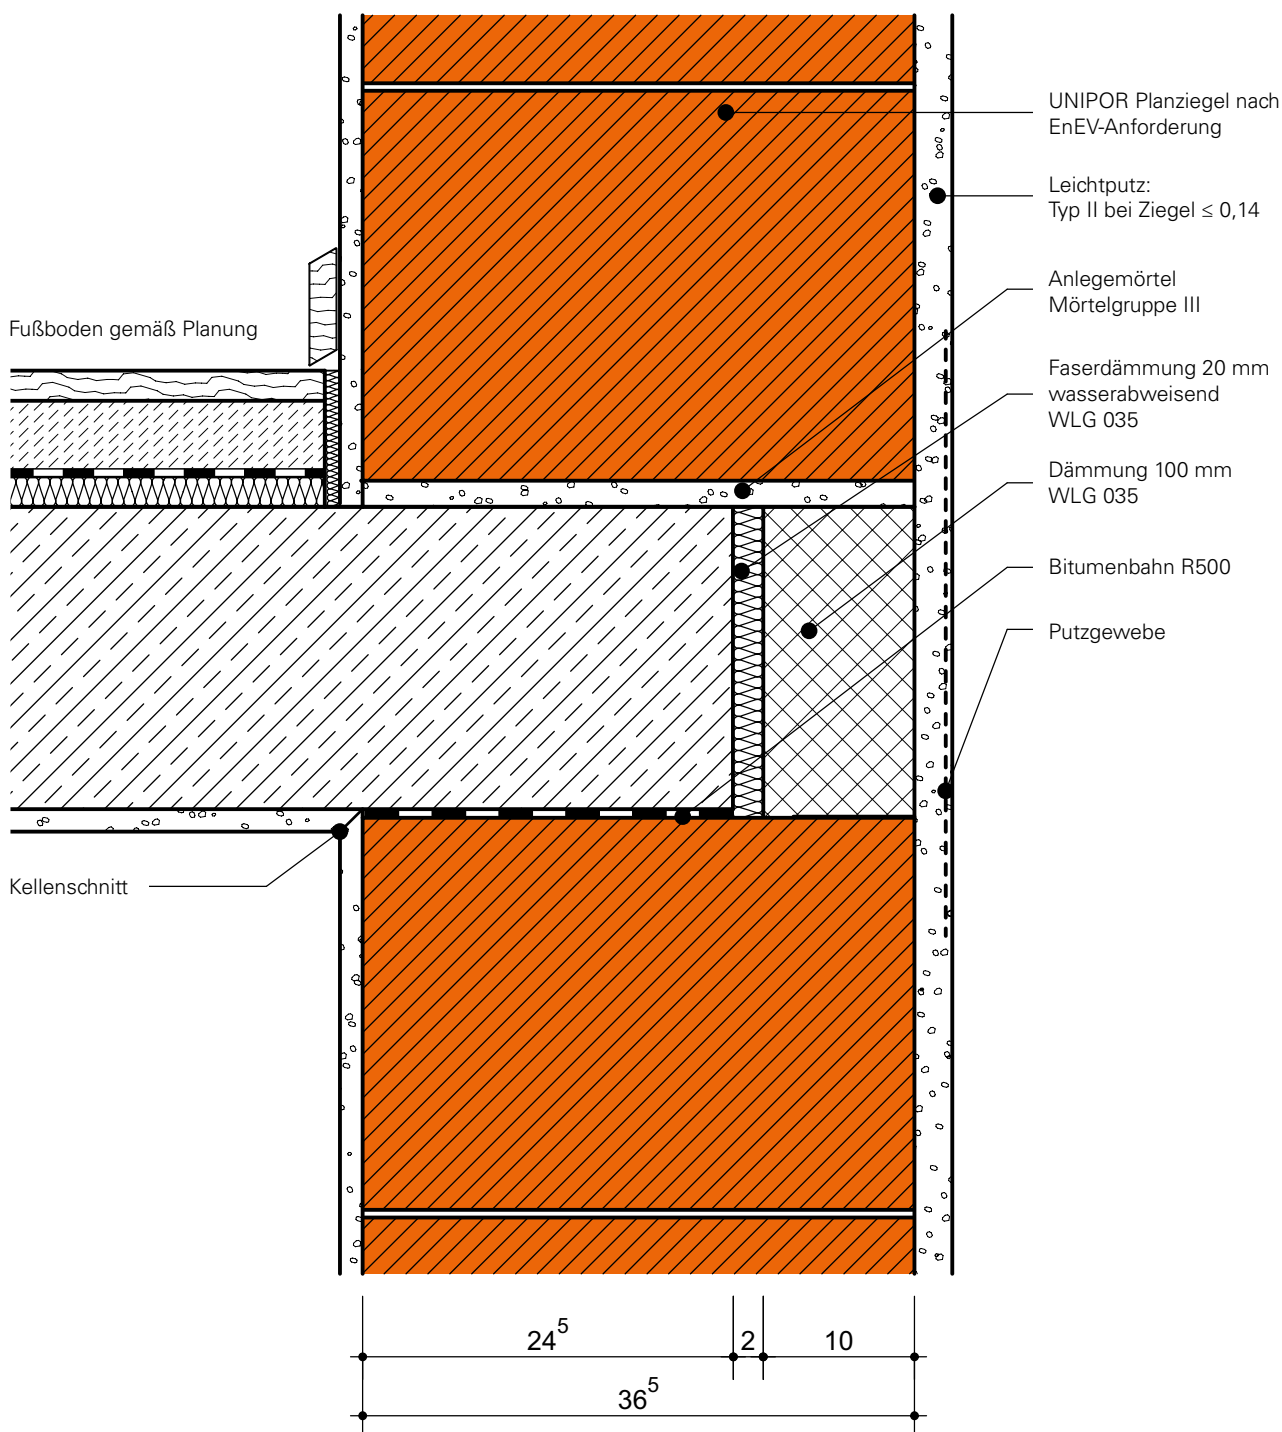 UNIPOR Planziegel nach
EnEV-Anforderung
Leichtputz:
Typ II bei Ziegel ≤ 0,14
Anlegemörtel
Mörtelgruppe III
Fußboden gemäß Planung
Faserdämmung 20 mm
wasserabweisend
WLG 035
Dämmung 100 mm
WLG 035
Bitumenbahn R500
Putzgewebe
Kellenschnitt
24⁵ 2 10
36⁵